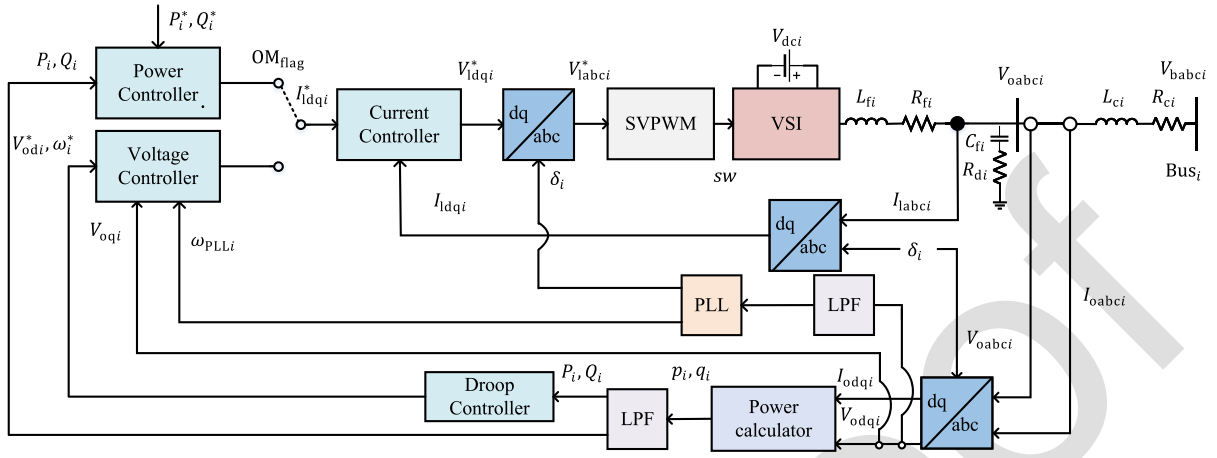 P_i^*, Q_i^*
P_i, Q_i
Power
Controller.
OM_flag
I_ldqi^*
V_odi^*, ω_i^*
Voltage
Controller
V_oqi
ω_PLLi
Current
Controller
I_ldqi
V_ldqi^*
dq
abc
δ_i
V_labci^*
SVPWM
sw
V_dci
− +
VSI
L_fi
R_fi
V_oabci
C_fi
R_di
L_ci
R_ci
V_babci
Bus_i
I_labci
dq
abc
δ_i
I_oabci
V_oabci
PLL
LPF
Droop
Controller
P_i, Q_i
LPF
p_i, q_i
Power
calculator
I_odqi
V_odqi
dq
abc
of